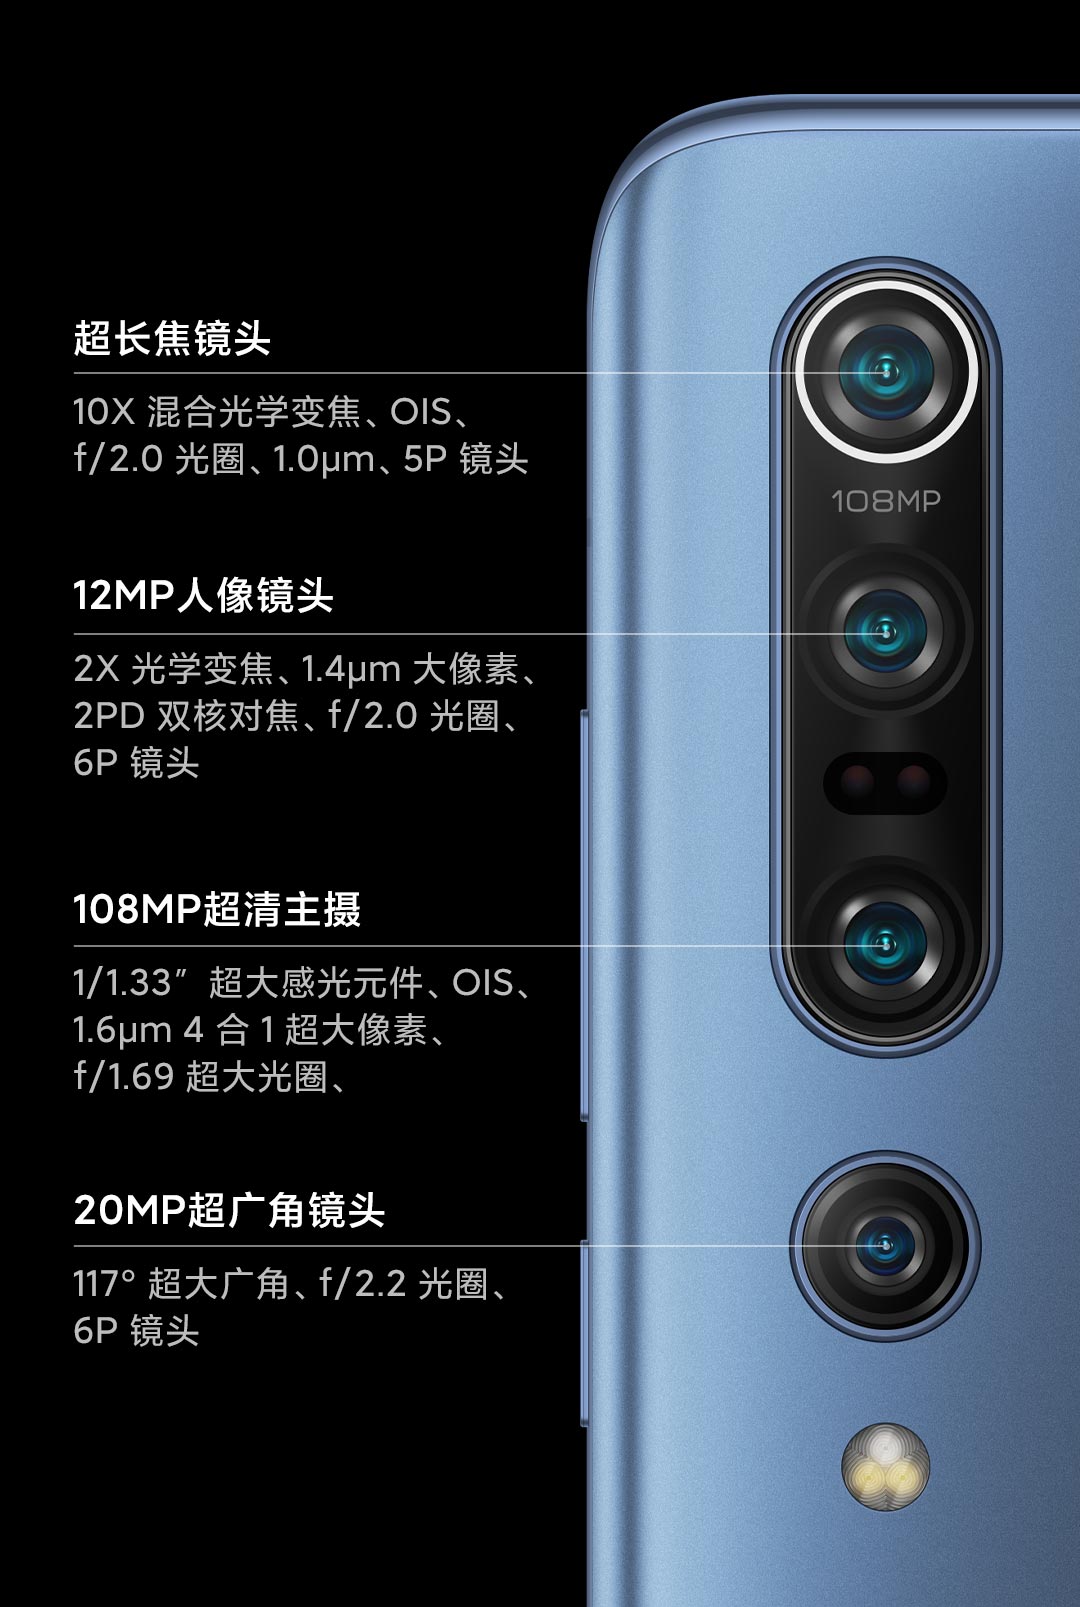 超长焦镜头
10X 混合光学变焦、OIS、
f/2.0 光圈、1.0μm、5P 镜头
108MP
12MP人像镜头
2X 光学变焦、1.4μm 大像素、
2PD 双核对焦、f/2.0 光圈、
6P 镜头
108MP超清主摄
1/1.33” 超大感光元件、OIS、
1.6μm 4 合 1 超大像素、
f/1.69 超大光圈、
20MP超广角镜头
117° 超大广角、f/2.2 光圈、
6P 镜头